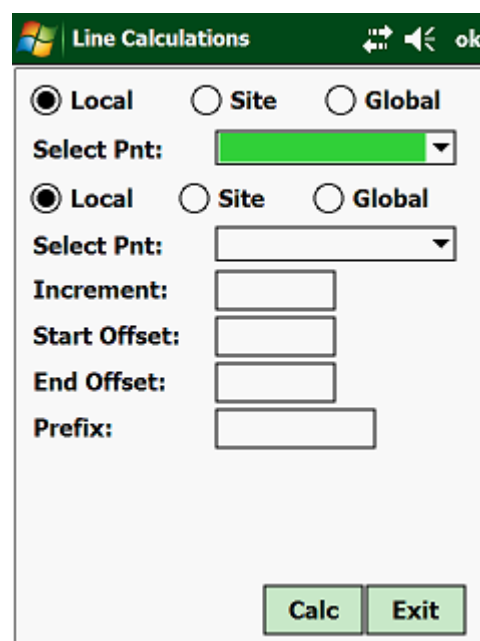 Line Calculations ok
Local Site Global
Select Pnt:
Local Site Global
Select Pnt:
Increment:
Start Offset:
End Offset:
Prefix:
Calc Exit